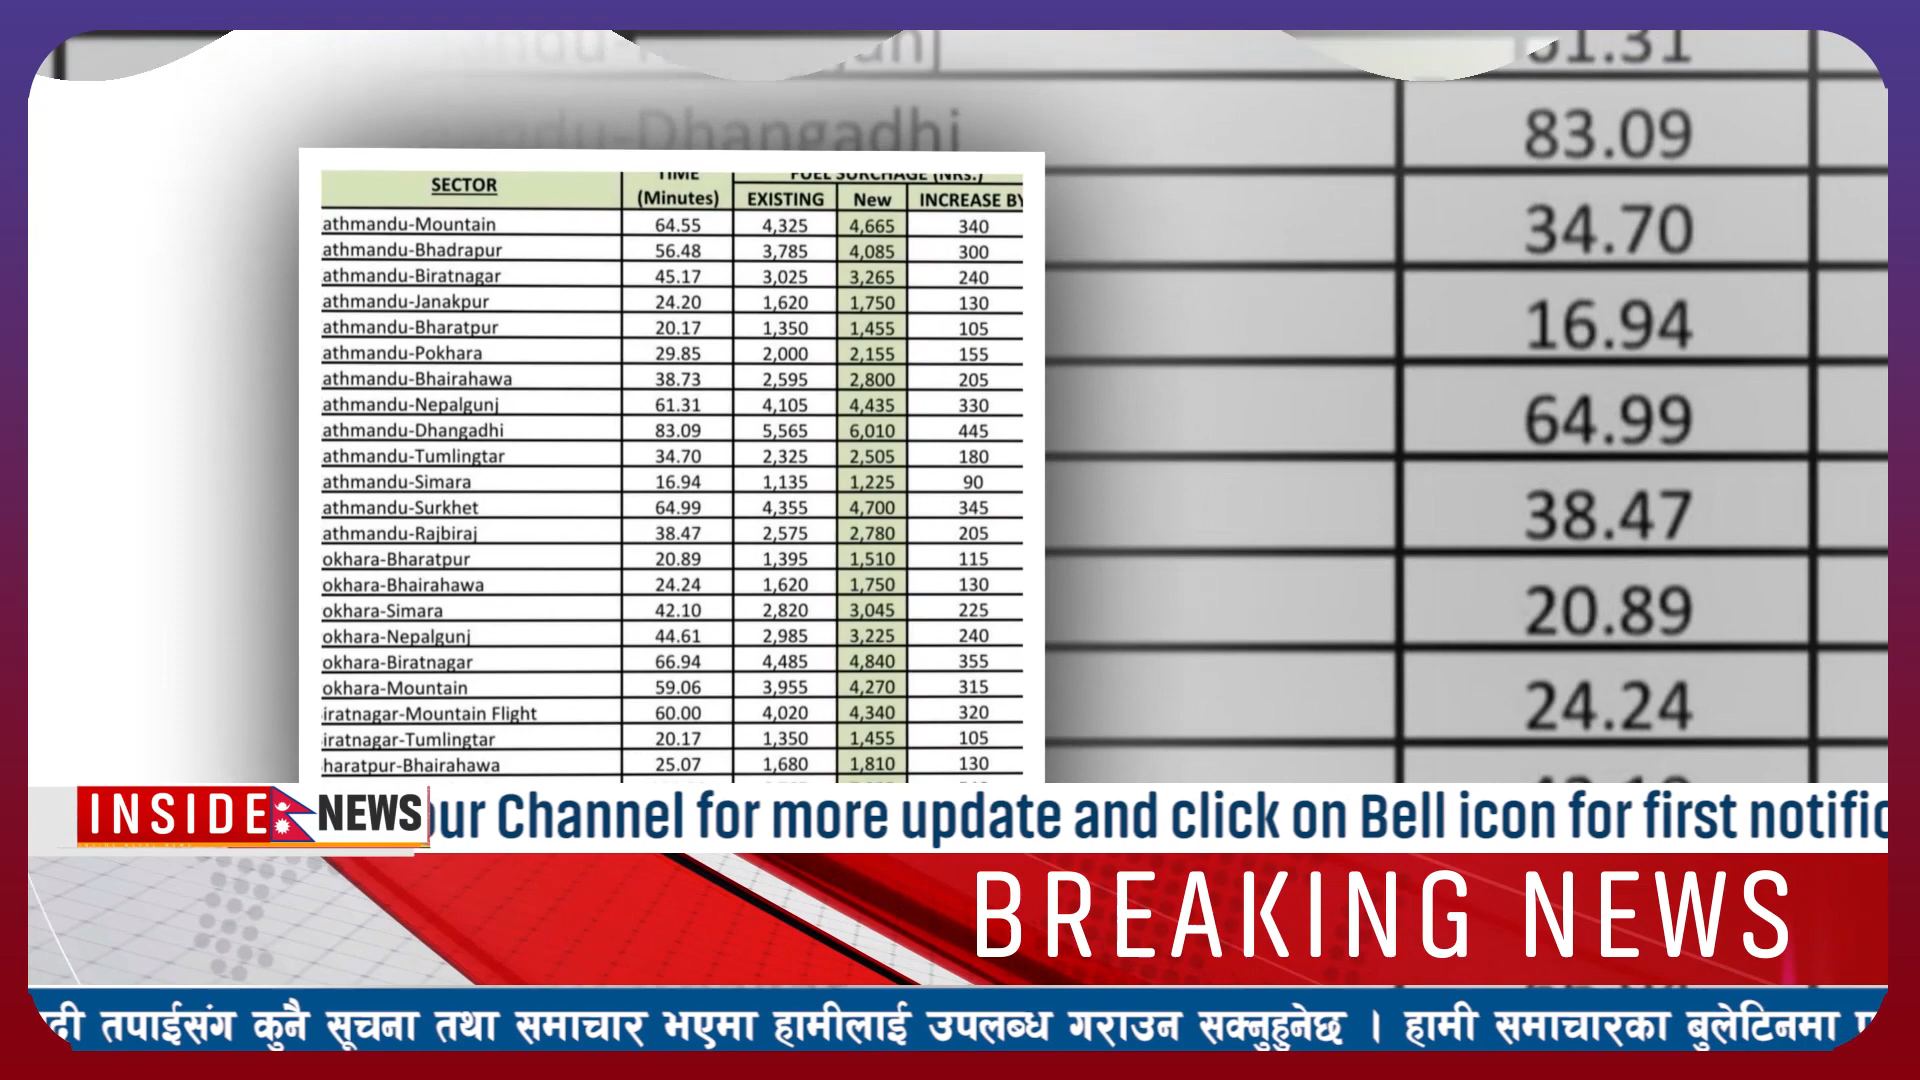 Dhangadhi
61.31
83.09
34.70
16.94
64.99
38.47
20.89
24.24
SECTOR TIME (Minutes) FUEL SURCHAGE (NRs.)
EXISTING New INCREASE BY
athmandu-Mountain 64.55 4,325 4,665 340
athmandu-Bhadrapur 56.48 3,785 4,085 300
athmandu-Biratnagar 45.17 3,025 3,265 240
athmandu-Janakpur 24.20 1,620 1,750 130
athmandu-Bharatpur 20.17 1,350 1,455 105
athmandu-Pokhara 29.85 2,000 2,155 155
athmandu-Bhairahawa 38.73 2,595 2,800 205
athmandu-Nepalgunj 61.31 4,105 4,435 330
athmandu-Dhangadhi 83.09 5,565 6,010 445
athmandu-Tumlingtar 34.70 2,325 2,505 180
athmandu-Simara 16.94 1,135 1,225 90
athmandu-Surkhet 64.99 4,355 4,700 345
athmandu-Rajbiraj 38.47 2,575 2,780 205
okhara-Bharatpur 20.89 1,395 1,510 115
okhara-Bhairahawa 24.24 1,620 1,750 130
okhara-Simara 42.10 2,820 3,045 225
okhara-Nepalgunj 44.61 2,985 3,225 240
okhara-Biratnagar 66.94 4,485 4,840 355
okhara-Mountain 59.06 3,955 4,270 315
iratnagar-Mountain Flight 60.00 4,020 4,340 320
iratnagar-Tumlingtar 20.17 1,350 1,455 105
haratpur-Bhairahawa 25.07 1,680 1,810 130
INSIDE NEWS
our Channel for more update and click on Bell icon for first notific
BREAKING NEWS
तपाईसंग कुनै सूचना तथा समाचार भएमा हामीलाई उपलब्ध गराउन सक्नुहुनेछ । हामी समाचारका बुलेटिनमा